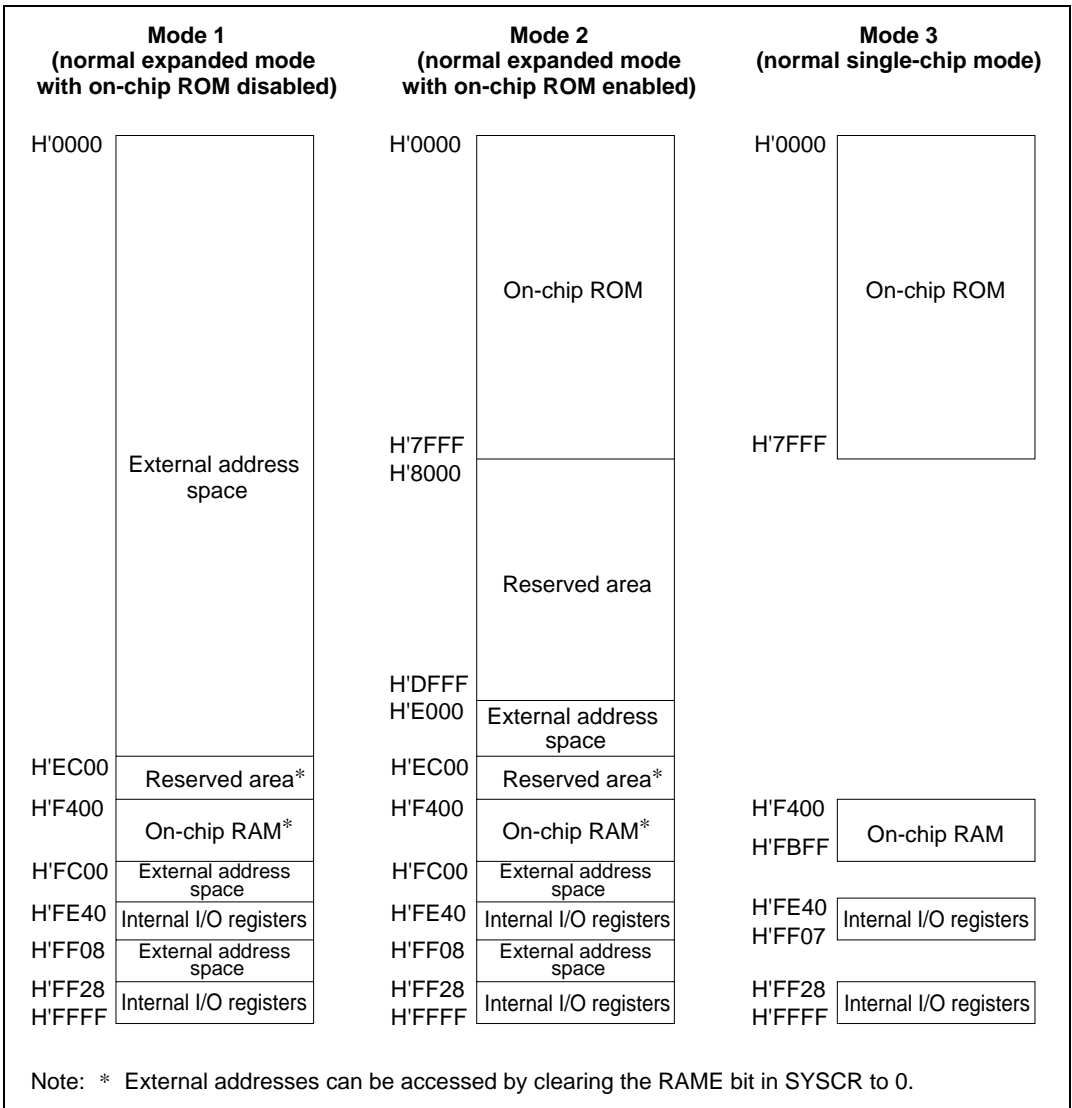 Mode 1
(normal expanded mode
with on-chip ROM disabled)
H'0000
External address
space
H'EC00
Reserved area*
H'F400
On-chip RAM*
H'FC00
External address
space
H'FE40
Internal I/O registers
H'FF08
External address
space
H'FF28
Internal I/O registers
H'FFFF
Mode 2
(normal expanded mode
with on-chip ROM enabled)
H'0000
On-chip ROM
H'7FFF
H'8000
Reserved area
H'DFFF
H'E000
External address
space
H'EC00
Reserved area*
H'F400
On-chip RAM*
H'FC00
External address
space
H'FE40
Internal I/O registers
H'FF08
External address
space
H'FF28
Internal I/O registers
H'FFFF
Mode 3
(normal single-chip mode)
H'0000
On-chip ROM
H'7FFF
H'F400
On-chip RAM
H'FBFF
H'FE40
Internal I/O registers
H'FF07
H'FF28
Internal I/O registers
H'FFFF
Note: * External addresses can be accessed by clearing the RAME bit in SYSCR to 0.